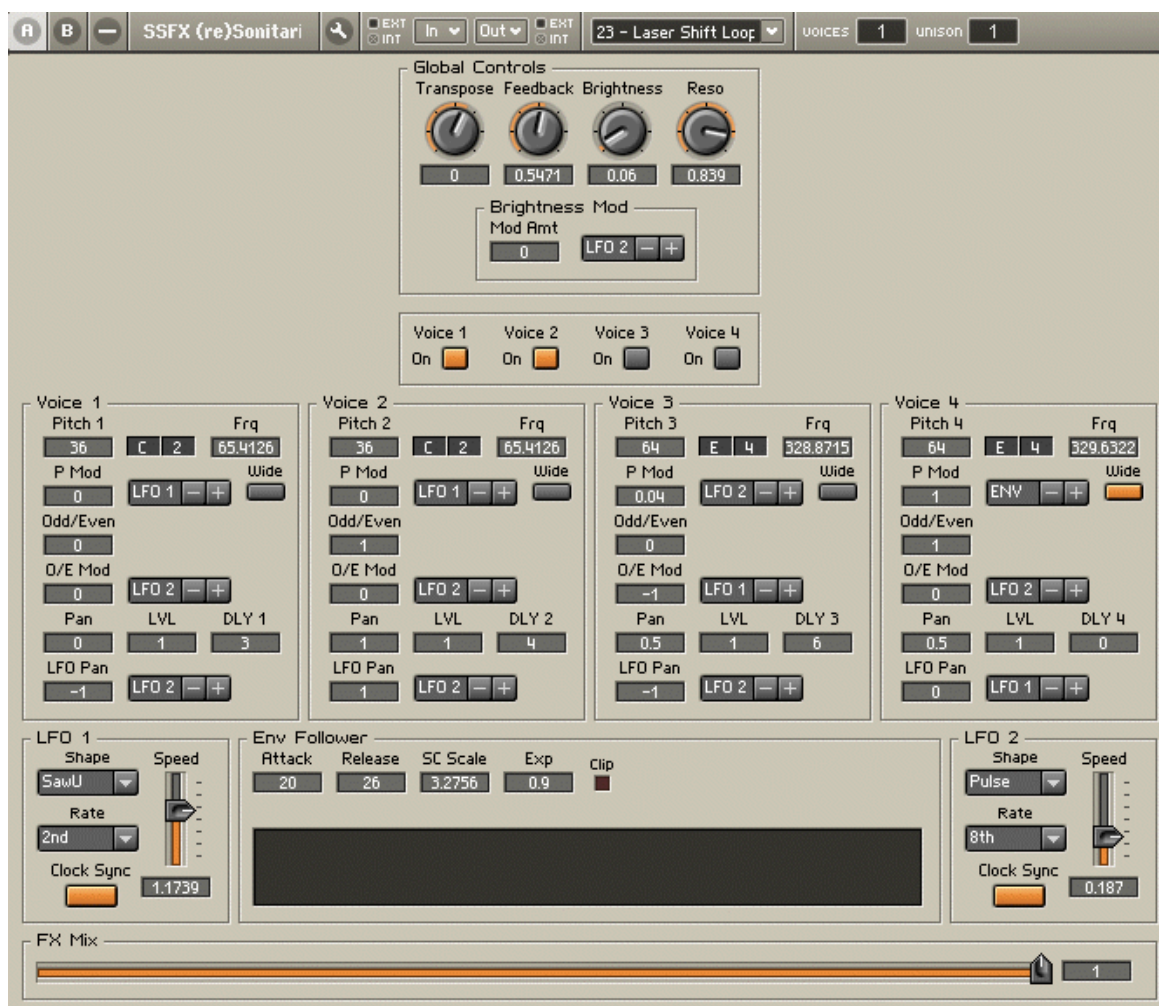 A B SSFX (re)Sonitari EXT INT In Out EXT INT 23 - Laser Shift Loop VOICES 1 UNISON 1
Global Controls
Transpose Feedback Brightness Reso
0 0.5471 0.06 0.839
Brightness Mod
Mod Amt
0 LFO 2 - +
Voice 1 Voice 2 Voice 3 Voice 4
On On On On
Voice 1
Pitch 1 Frq
36 C 2 65.4126
P Mod Wide
0 LFO 1 - +
Odd/Even
0
O/E Mod
0 LFO 2 - +
Pan LVL DLY 1
0 1 3
LFO Pan
-1 LFO 2 - +
Voice 2
Pitch 2 Frq
36 C 2 65.4126
P Mod Wide
0 LFO 1 - +
Odd/Even
1
O/E Mod
0 LFO 2 - +
Pan LVL DLY 2
1 1 4
LFO Pan
1 LFO 2 - +
Voice 3
Pitch 3 Frq
64 E 4 328.8715
P Mod Wide
0.04 LFO 2 - +
Odd/Even
0
O/E Mod
-1 LFO 1 - +
Pan LVL DLY 3
0.5 1 6
LFO Pan
-1 LFO 2 - +
Voice 4
Pitch 4 Frq
64 E 4 329.6322
P Mod Wide
1 ENV - +
Odd/Even
1
O/E Mod
0 LFO 2 - +
Pan LVL DLY 4
0.5 1 0
LFO Pan
0 LFO 1 - +
LFO 1
Shape Speed
SawU
Rate
2nd
Clock Sync
1.1739
Env Follower
Attack Release SC Scale Exp Clip
20 26 3.2756 0.9
LFO 2
Shape Speed
Pulse
Rate
8th
Clock Sync
0.187
FX Mix
1